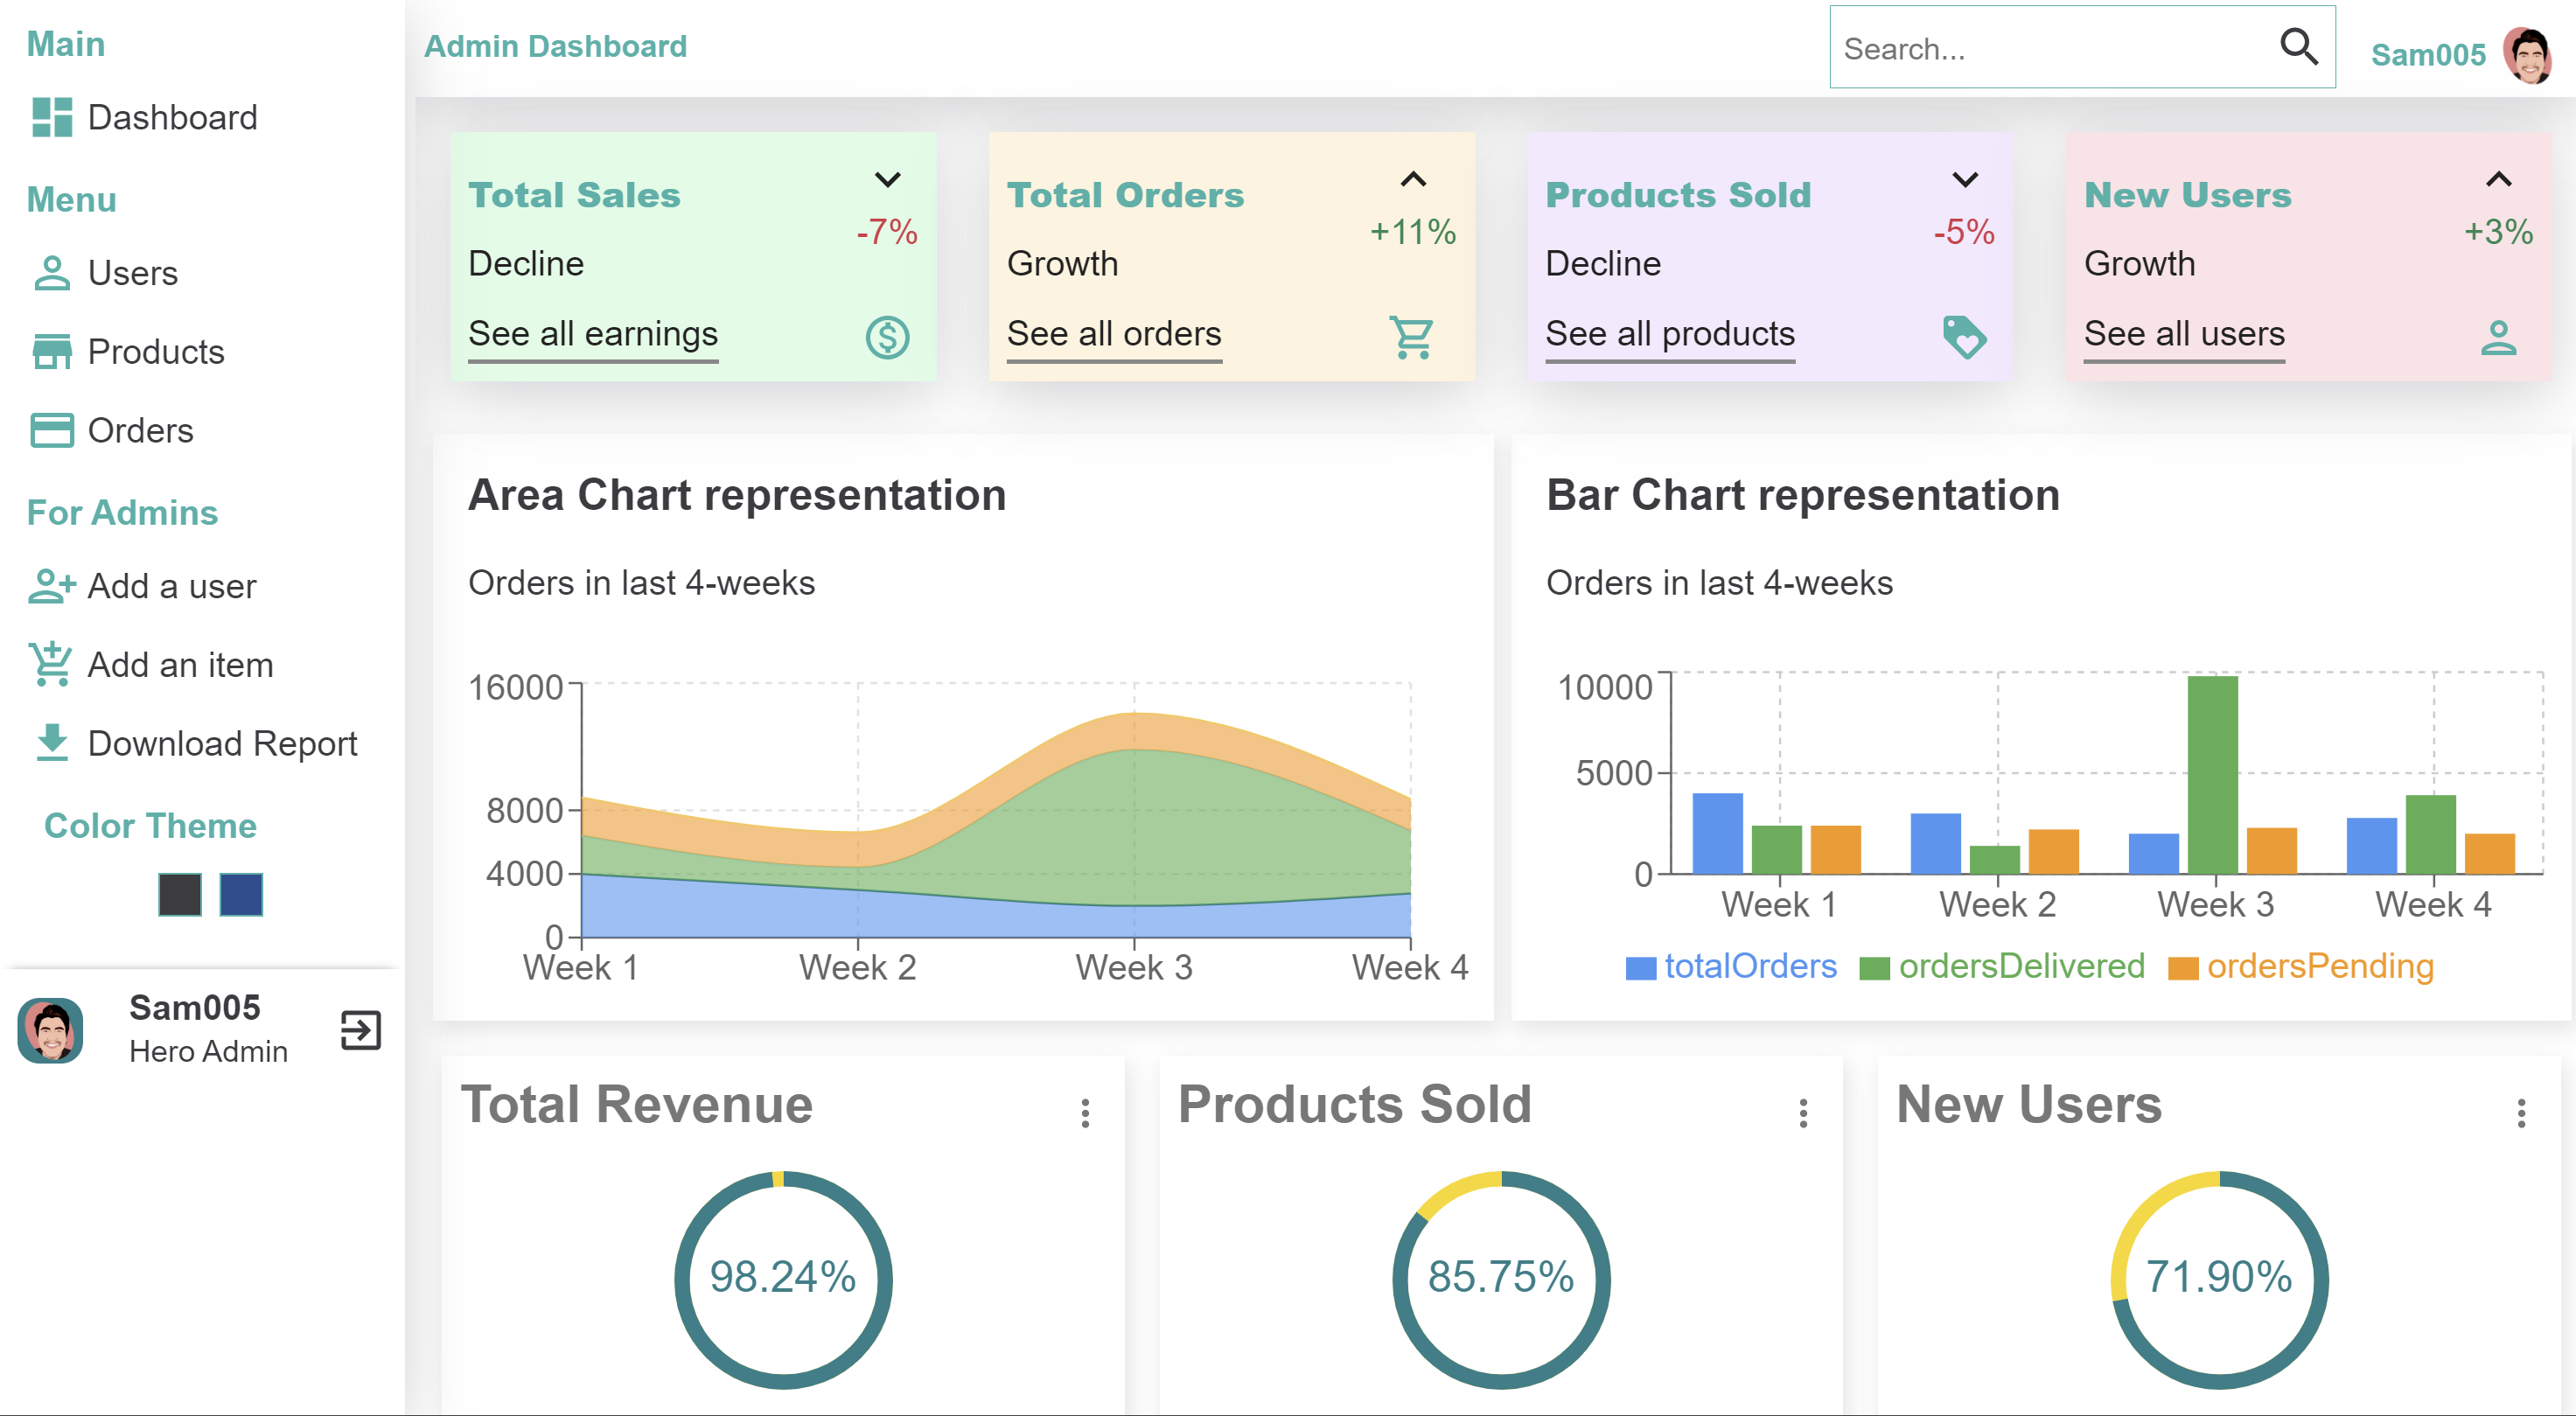 Main
Dashboard
Menu
Users
Products
Orders
For Admins
Add a user
Add an item
Download Report
Color Theme
Sam005
Hero Admin
Admin Dashboard
Search...
Sam005
Total Sales
-7%
Decline
See all earnings
Total Orders
+11%
Growth
See all orders
Products Sold
-5%
Decline
See all products
New Users
+3%
Growth
See all users
Area Chart representation
Orders in last 4-weeks
16000
8000
4000
0
Week 1 Week 2 Week 3 Week 4
Bar Chart representation
Orders in last 4-weeks
10000
5000
0
Week 1 Week 2 Week 3 Week 4
totalOrders ordersDelivered ordersPending
Total Revenue
98.24%
Products Sold
85.75%
New Users
71.90%